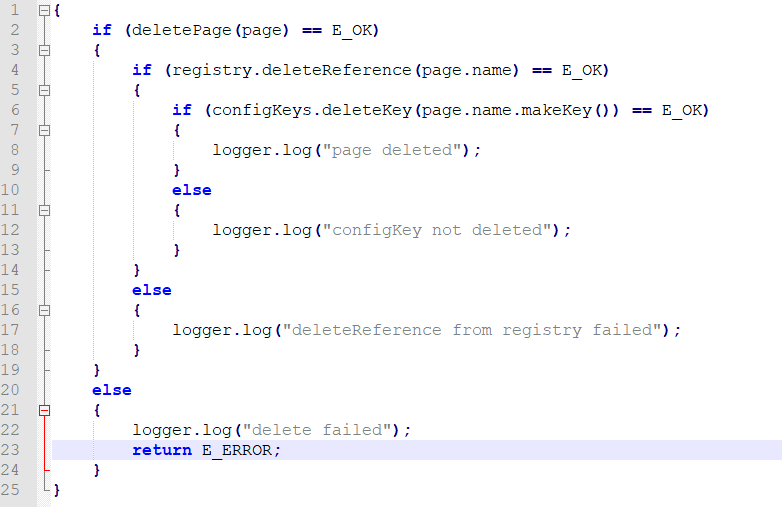 1 {
2     if (deletePage(page) == E_OK)
3     {
4         if (registry.deleteReference(page.name) == E_OK)
5         {
6             if (configKeys.deleteKey(page.name.makeKey()) == E_OK)
7             {
8                 logger.log("page deleted");
9             }
10             else
11             {
12                 logger.log("configKey not deleted");
13             }
14         }
15         else
16         {
17             logger.log("deleteReference from registry failed");
18         }
19     }
20     else
21     {
22         logger.log("delete failed");
23         return E_ERROR;
24     }
25 }